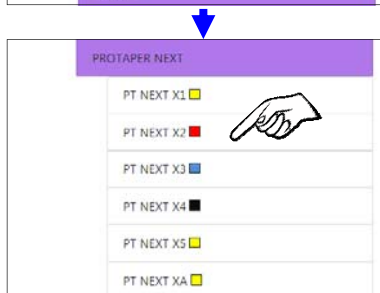 PROTAPER NEXT
PT NEXT X1
PT NEXT X2
PT NEXT X3
PT NEXT X4
PT NEXT X5
PT NEXT XA